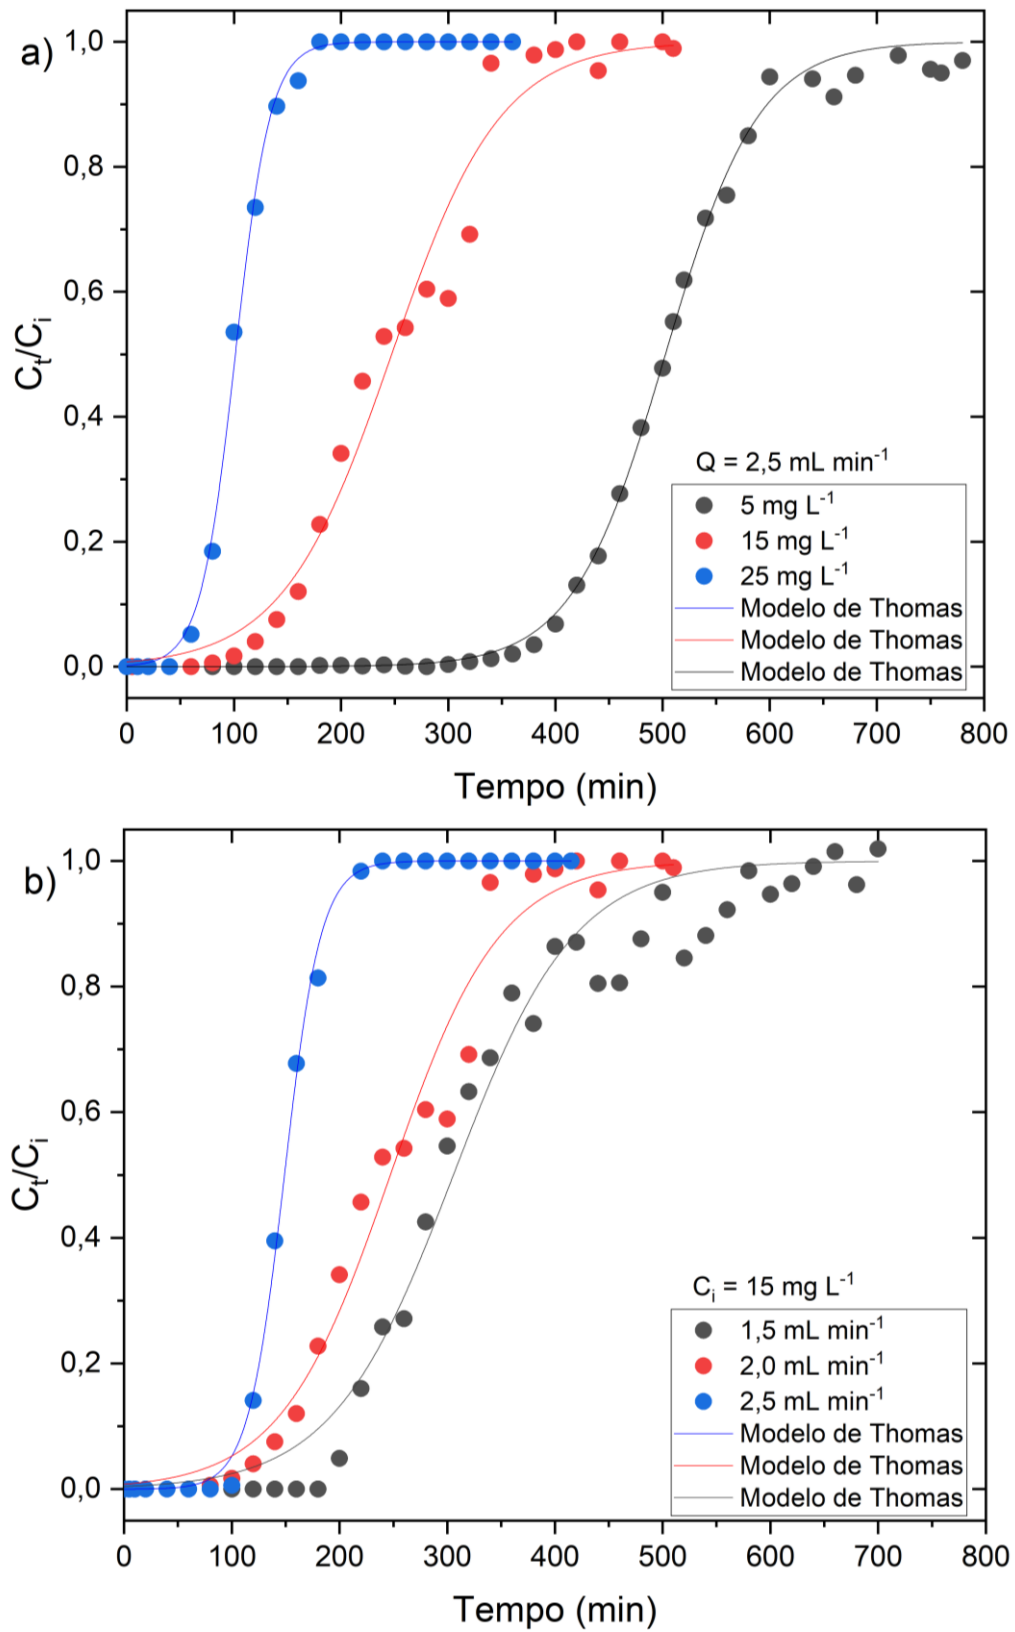 a)
1,0
0,8
0,6
0,4
0,2
0,0
C_t/C_i
Q = 2,5 mL min⁻¹
5 mg L⁻¹
15 mg L⁻¹
25 mg L⁻¹
Modelo de Thomas
Modelo de Thomas
Modelo de Thomas
0 100 200 300 400 500 600 700 800
Tempo (min)
b)
1,0
0,8
0,6
0,4
0,2
0,0
C_t/C_i
C_i = 15 mg L⁻¹
1,5 mL min⁻¹
2,0 mL min⁻¹
2,5 mL min⁻¹
Modelo de Thomas
Modelo de Thomas
Modelo de Thomas
0 100 200 300 400 500 600 700 800
Tempo (min)